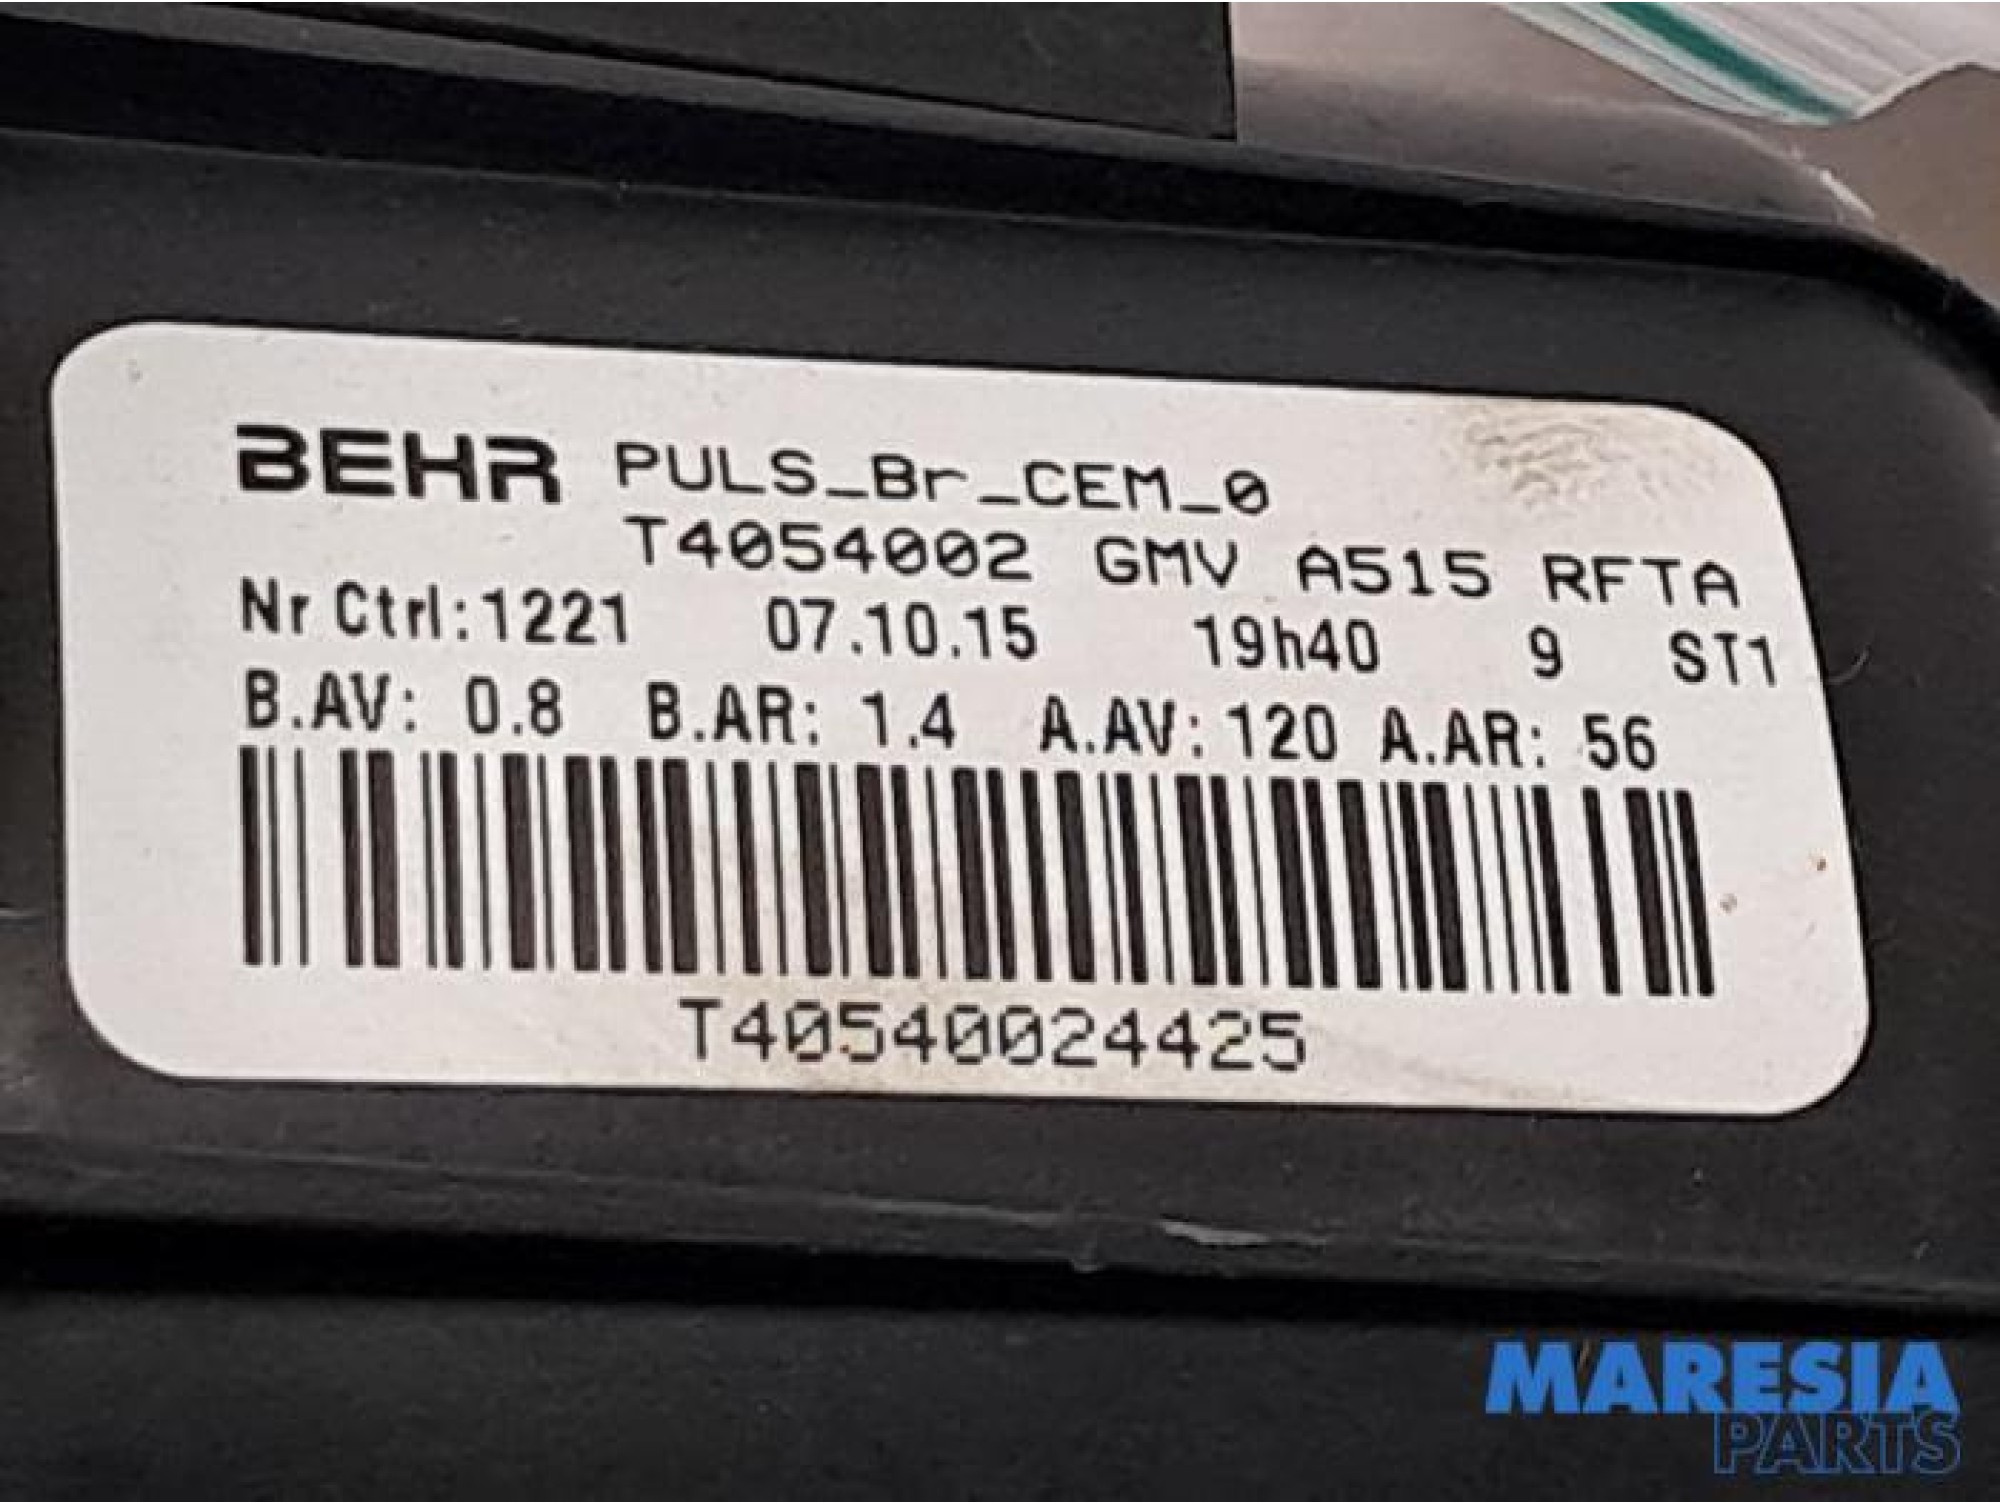 BEHR PULS_Br_CEM_0
T4054002 GMV A515 RFTA
Nr Ctrl:1221 07.10.15 19h40 9 ST1
B.AV: 0.8 B.AR: 1.4 A.AV:120 A.AR: 56
T40540024425
MARESIA
PARTS